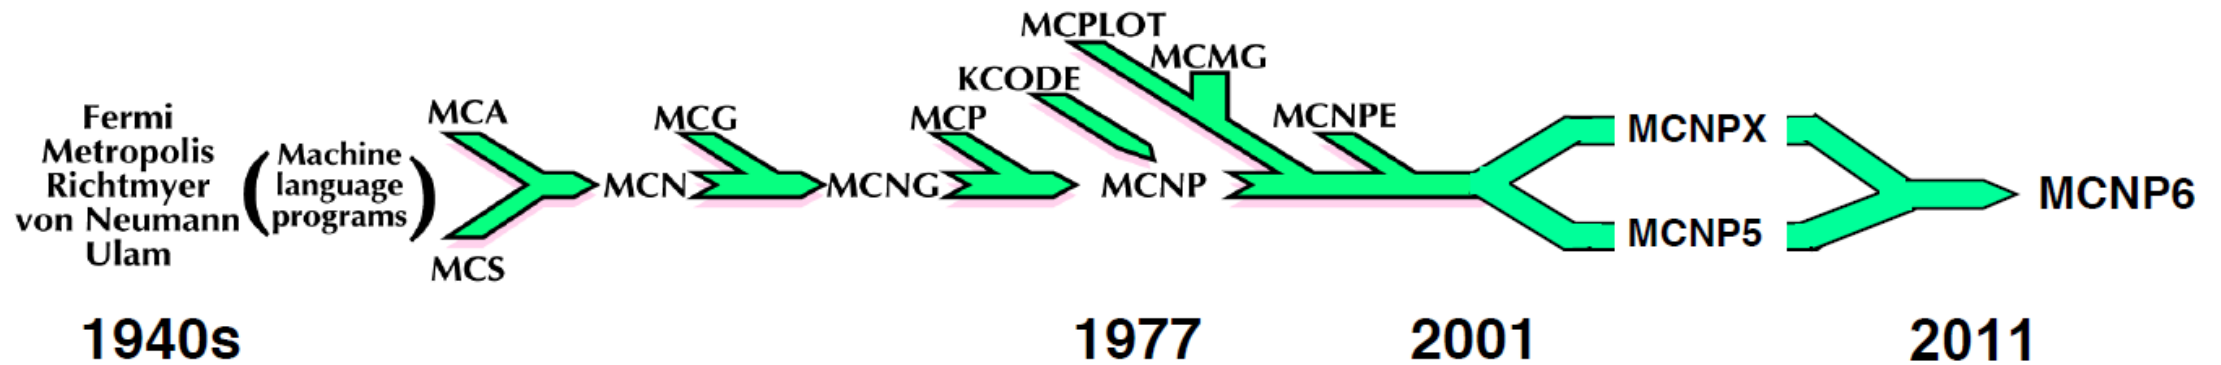 Fermi
Metropolis
Richtmyer
von Neumann
Ulam
(Machine
language
programs)
MCA
MCS
MCN
MCG
MCNG
MCP
KCODE
MCPLOT
MCMG
MCNP
MCNPE
MCNPX
MCNP5
MCNP6
1940s
1977
2001
2011